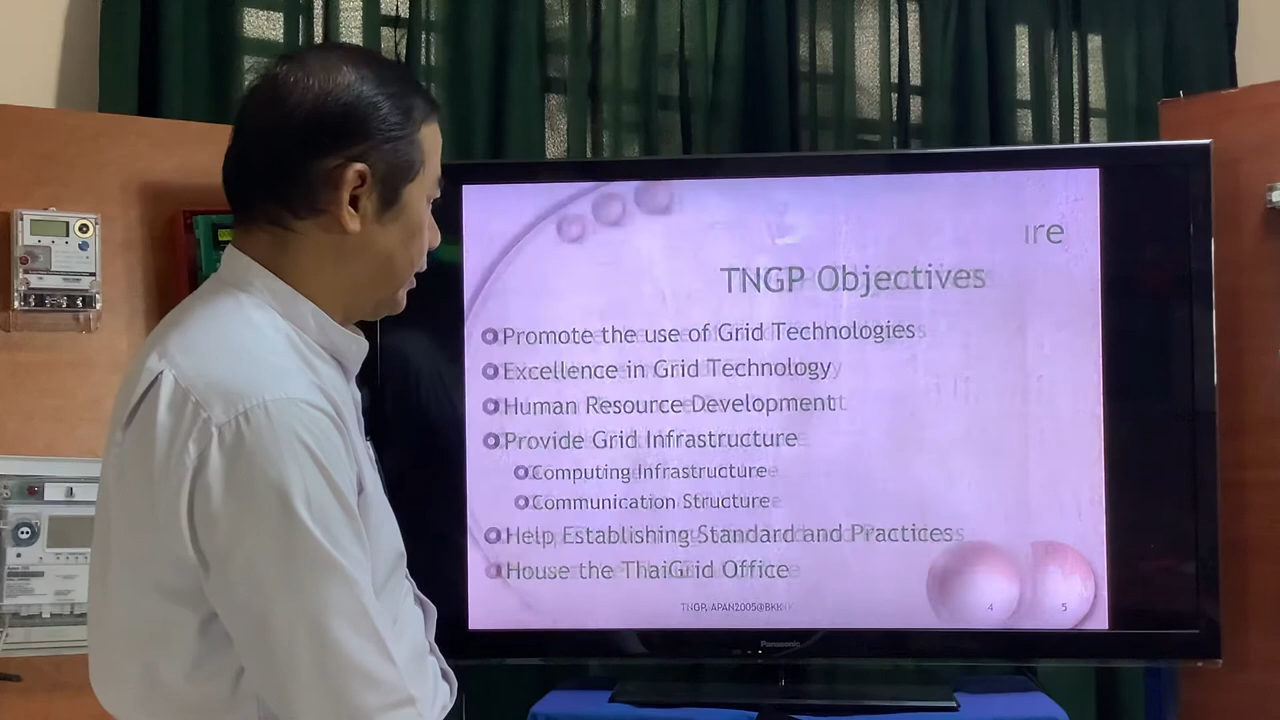 ire
TNGP Objectives
Promote the use of Grid Technologies
Excellence in Grid Technology
Human Resource Development
Provide Grid Infrastructure
Computing Infrastructure
Communication Structure
Help Establishing Standard and Practices
House the ThaiGrid Office
TNGP, APAN2005@BKK
4
5
Panasonic